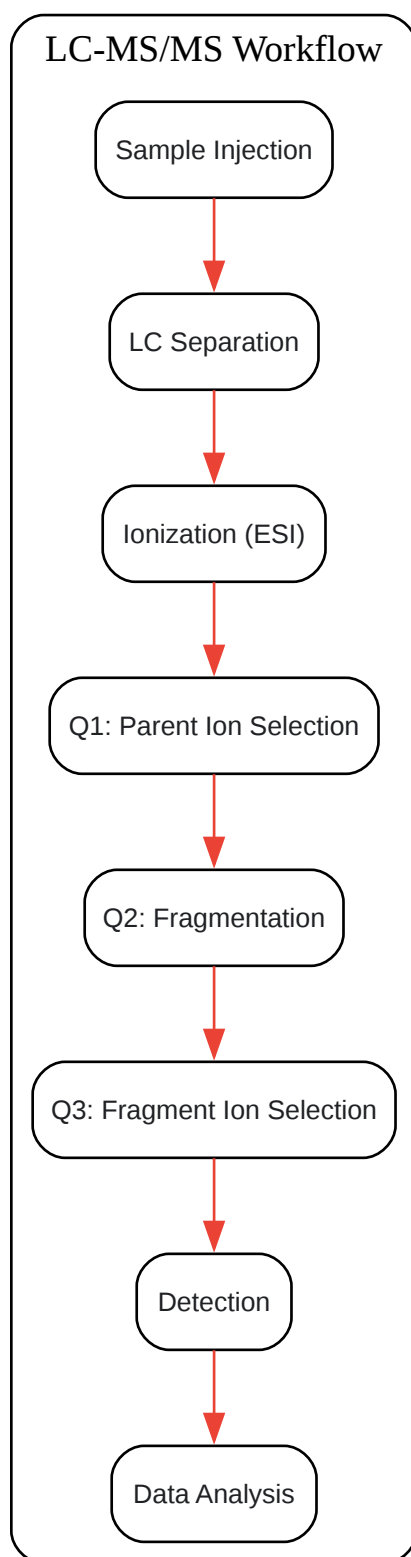 LC-MS/MS Workflow
Sample Injection
LC Separation
Ionization (ESI)
Q1: Parent Ion Selection
Q2: Fragmentation
Q3: Fragment Ion Selection
Detection
Data Analysis